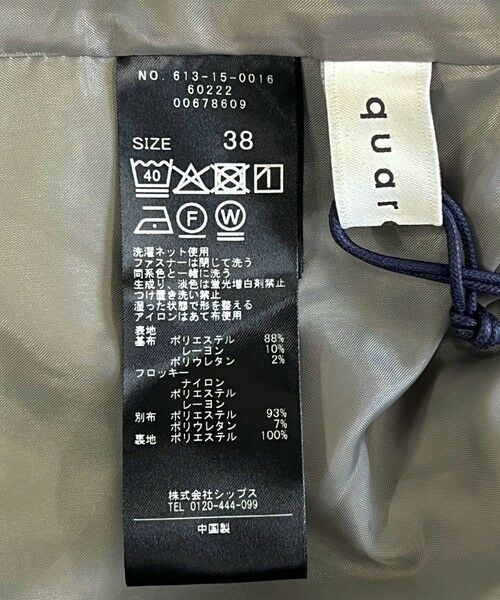 NO. 613-15-0016
60222
00678609
SIZE 38
40
F W
洗濯ネット使用
ファスナーは閉じて洗う
同系色と一緒に洗う
生成り、淡色は蛍光増白剤禁止
つけ置き洗い禁止
湿った状態で形を整える
アイロンはあて布使用
表地
基布 ポリエステル 88%
レーヨン 10%
ポリウレタン 2%
フロッキー
ナイロン
ポリエステル
レーヨン
別布 ポリエステル 93%
ポリウレタン 7%
裏地 ポリエステル 100%
株式会社シップス
TEL 0120-444-099
中国製
quar